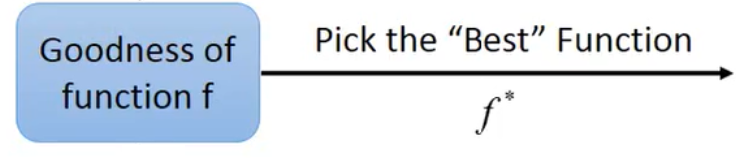 Goodness of
function f
Pick the “Best” Function
f*